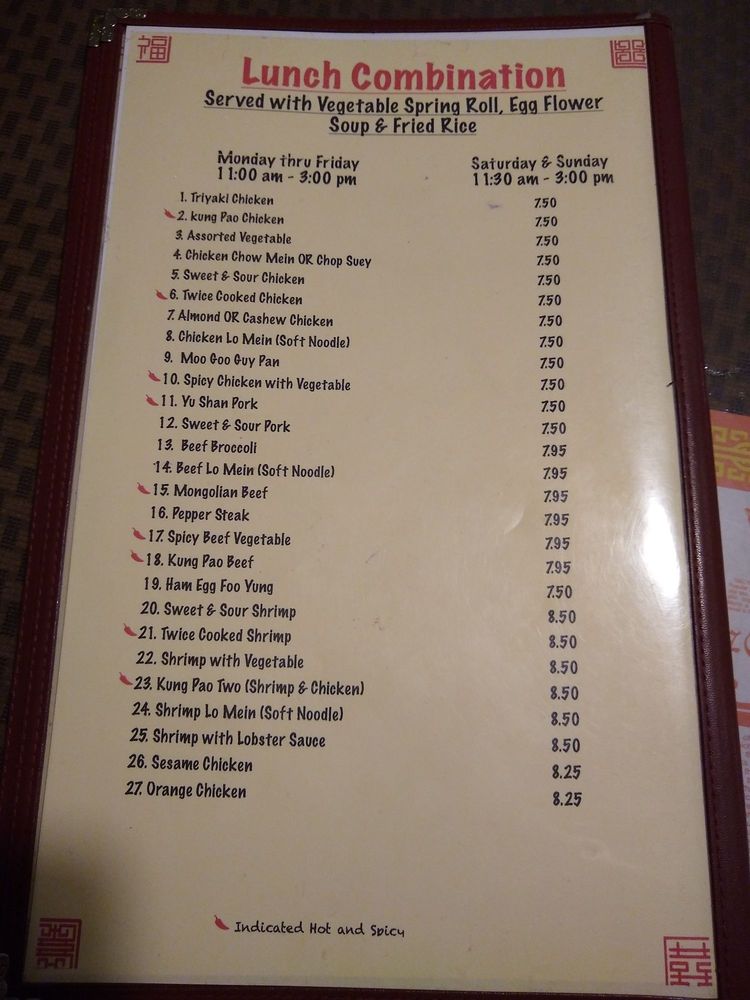 福
Lunch Combination
Served with Vegetable Spring Roll, Egg Flower
Soup & Fried Rice
Monday thru Friday Saturday & Sunday
11:00 am - 3:00 pm 11:30 am - 3:00 pm
1. Triyaki Chicken 7.50
2. kung Pao Chicken 7.50
3. Assorted Vegetable 7.50
4. Chicken Chow Mein OR Chop Suey 7.50
5. Sweet & Sour Chicken 7.50
6. Twice Cooked Chicken 7.50
7. Almond OR Cashew Chicken 7.50
8. Chicken Lo Mein (Soft Noodle) 7.50
9. Moo Goo Guy Pan 7.50
10. Spicy Chicken with Vegetable 7.50
11. Yu Shan Pork 7.50
12. Sweet & Sour Pork 7.50
13. Beef Broccoli 7.95
14. Beef Lo Mein (Soft Noodle) 7.95
15. Mongolian Beef 7.95
16. Pepper Steak 7.95
17. Spicy Beef Vegetable 7.95
18. Kung Pao Beef 7.95
19. Ham Egg Foo Yung 7.50
20. Sweet & Sour Shrimp 8.50
21. Twice Cooked Shrimp 8.50
22. Shrimp with Vegetable 8.50
23. Kung Pao Two (Shrimp & Chicken) 8.50
24. Shrimp Lo Mein (Soft Noodle) 8.50
25. Shrimp with Lobster Sauce 8.50
26. Sesame Chicken 8.25
27. Orange Chicken 8.25
Indicated Hot and Spicy